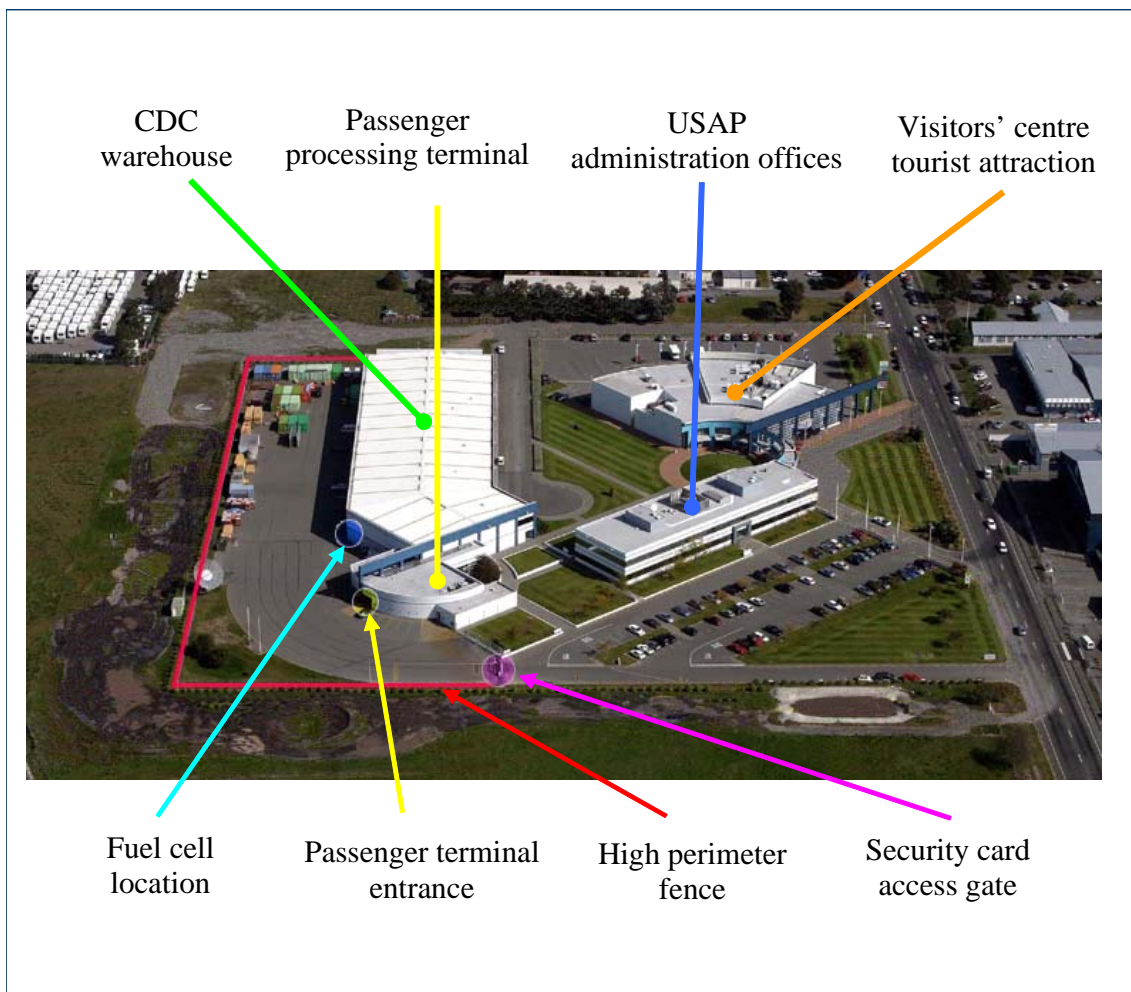 CDC
warehouse
Passenger
processing terminal
USAP
administration offices
Visitors’ centre
tourist attraction
Fuel cell
location
Passenger terminal
entrance
High perimeter
fence
Security card
access gate